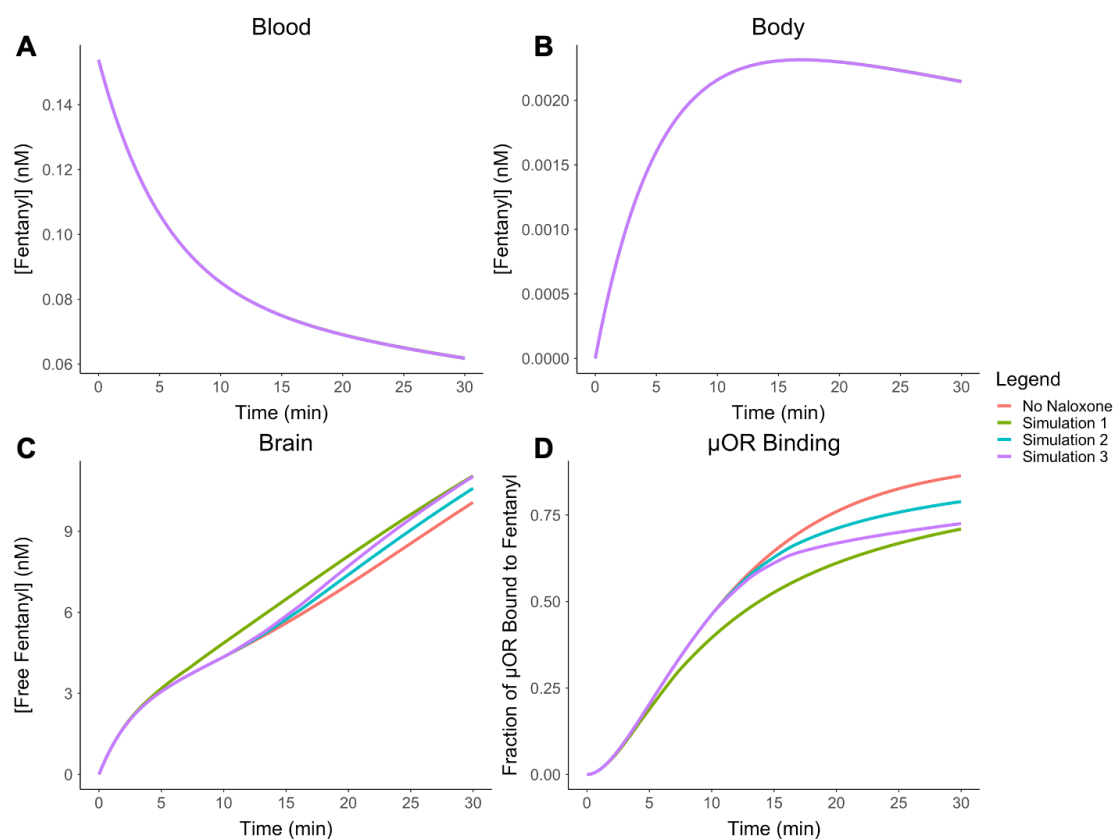 A
Blood
[Fentanyl] (nM)
0.14
0.12
0.10
0.08
0.06
0 5 10 15 20 25 30
Time (min)
B
Body
[Fentanyl] (nM)
0.0020
0.0015
0.0010
0.0005
0.0000
0 5 10 15 20 25 30
Time (min)
Legend
No Naloxone
Simulation 1
Simulation 2
Simulation 3
C
Brain
[Free Fentanyl] (nM)
9
6
3
0
0 5 10 15 20 25 30
Time (min)
D
µOR Binding
Fraction of µOR Bound to Fentanyl
0.75
0.50
0.25
0.00
0 5 10 15 20 25 30
Time (min)